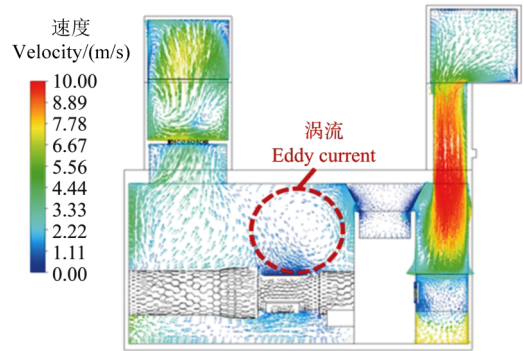 速度
Velocity/(m/s)
10.00
8.89
7.78
6.67
5.56
4.44
3.33
2.22
1.11
0.00
涡流
Eddy current